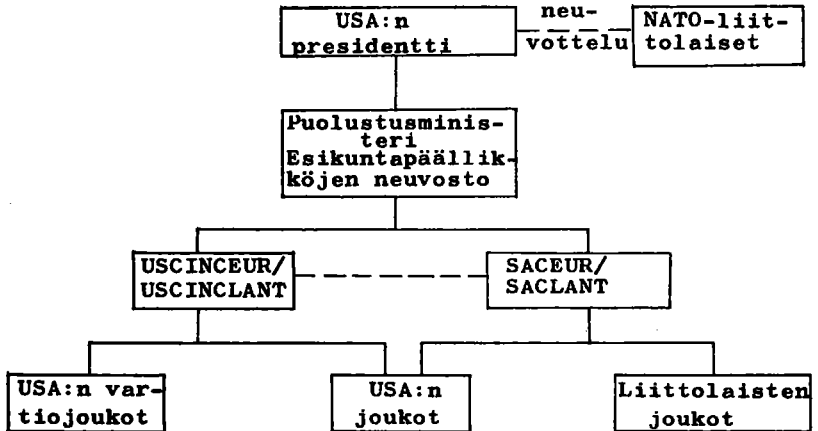 USA:n
presidentti
neu-
vottelu
NATO-liit-
tolaiset
Puolustusminis-
teri
Esikuntapäällik-
köjen neuvosto
USCINCEUR/
USCINCLANT
SACEUR/
SACLANT
USA:n var-
tiojoukot
USA:n
joukot
Liittolaisten
joukot